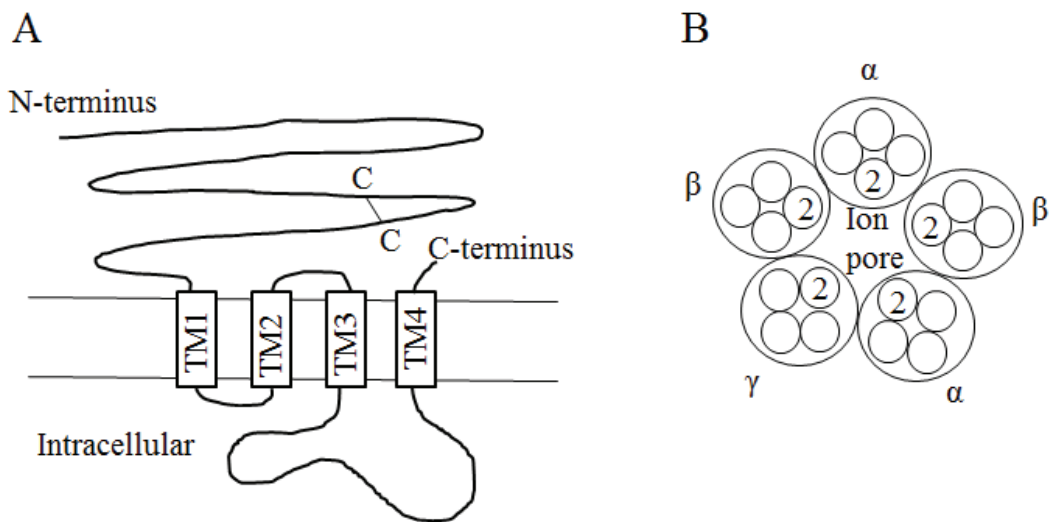 A
N-terminus
C
C
C-terminus
TM1
TM2
TM3
TM4
Intracellular
B
α
β
β
2
2
2
Ion
pore
2
2
γ
α